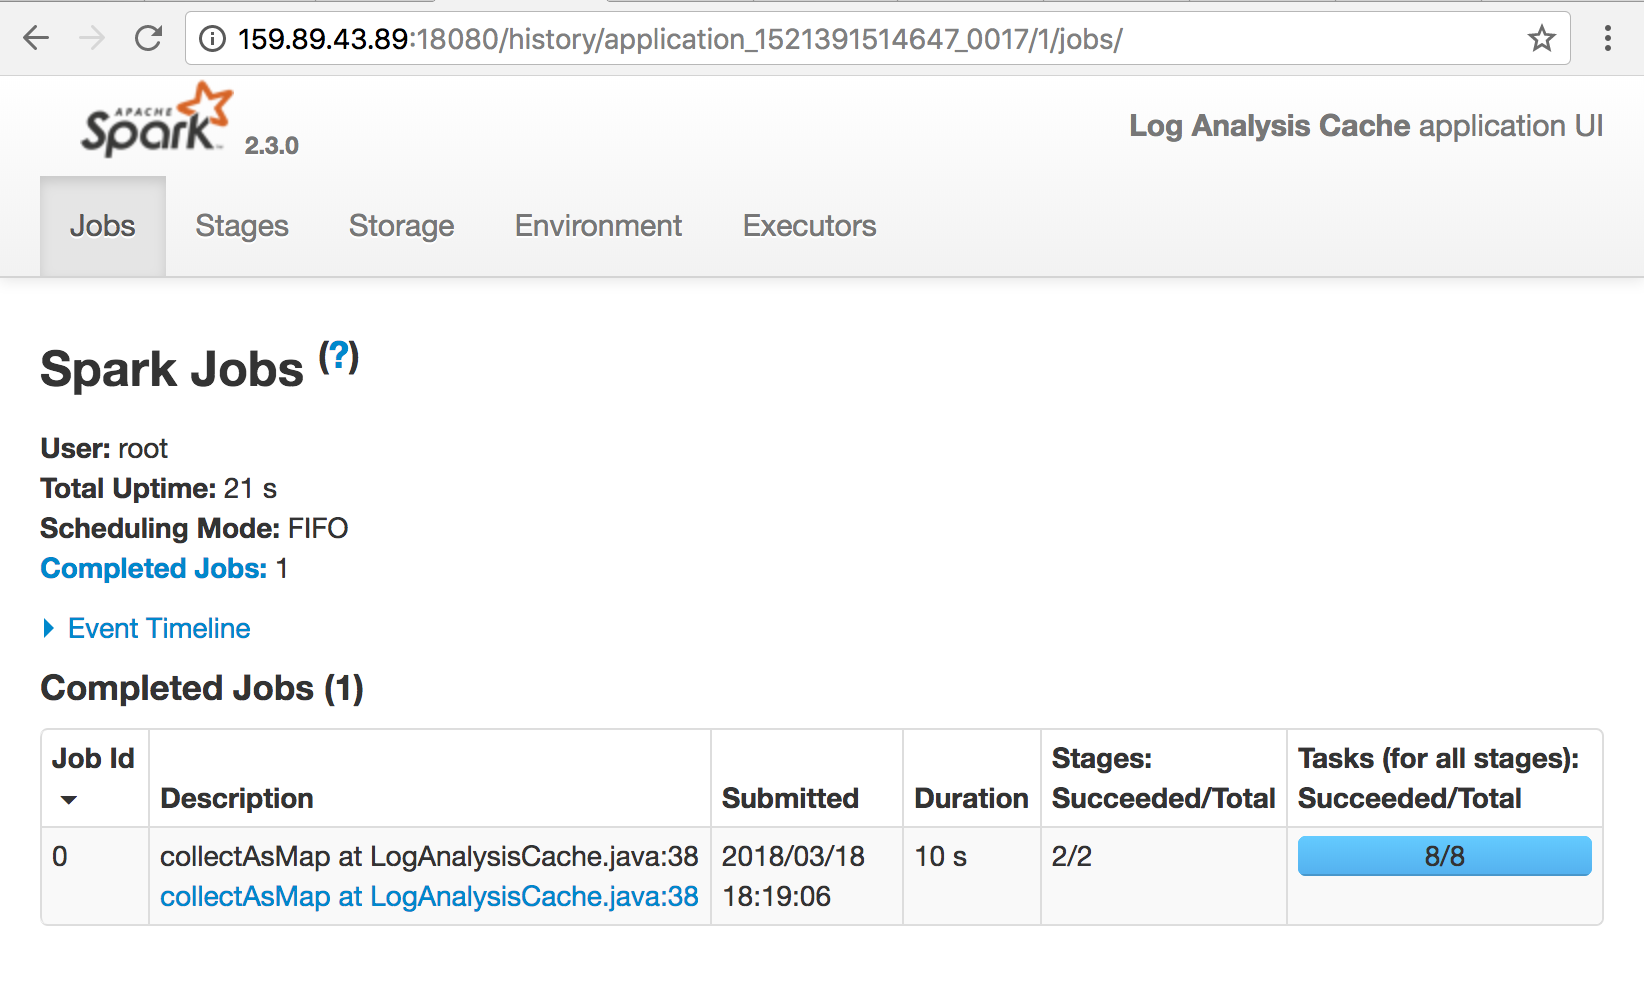 159.89.43.89:18080/history/application_1521391514647_0017/1/jobs/
APACHE
Spark™ 2.3.0
Log Analysis Cache application UI
Jobs Stages Storage Environment Executors
Spark Jobs (?)
User: root
Total Uptime: 21 s
Scheduling Mode: FIFO
Completed Jobs: 1
Event Timeline
Completed Jobs (1)
Job Id Description Submitted Duration Stages: Succeeded/Total Tasks (for all stages): Succeeded/Total
0 collectAsMap at LogAnalysisCache.java:38 2018/03/18 10 s 2/2 8/8
collectAsMap at LogAnalysisCache.java:38 18:19:06